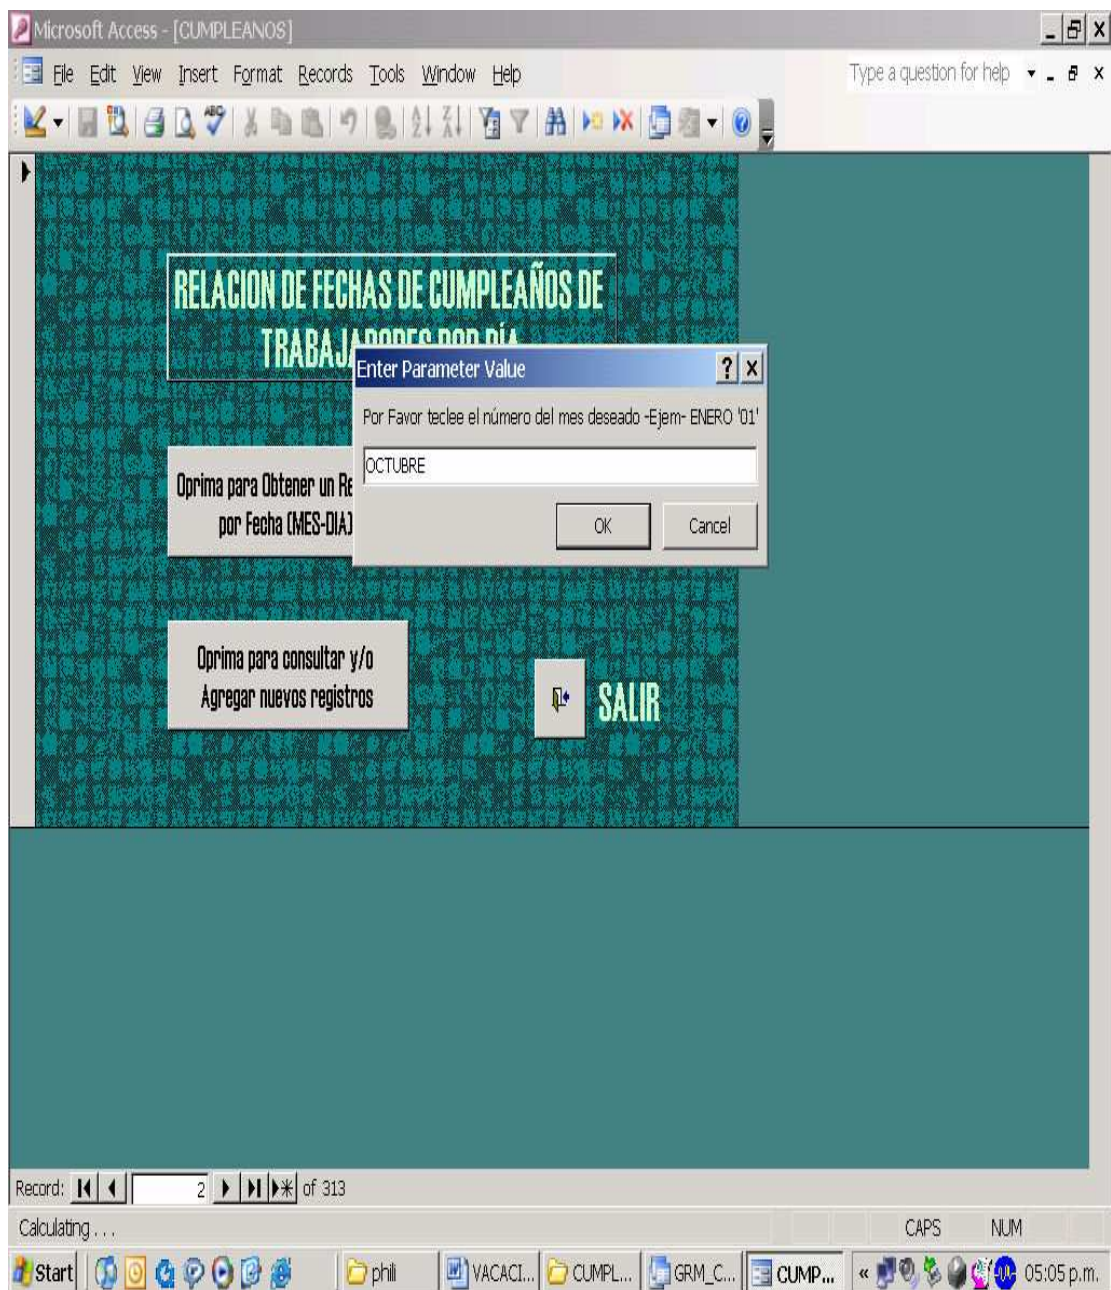 Microsoft Access - [CUMPLEANOS]
File Edit View Insert Format Records Tools Window Help
Type a question for help
RELACION DE FECHAS DE CUMPLEAÑOS DE
TRABAJADORES POR DÍA
Enter Parameter Value
Por Favor teclee el número del mes deseado -Ejem- ENERO '01'
OCTUBRE
OK Cancel
Oprima para Obtener un Re
por Fecha (MES-DIA)
Oprima para consultar y/o
Agregar nuevos registros
SALIR
Record: 2 of 313
Calculating . . .
CAPS NUM
Start phili VACACI... CUMPL... GRM_C... CUMP... « 05:05 p.m.